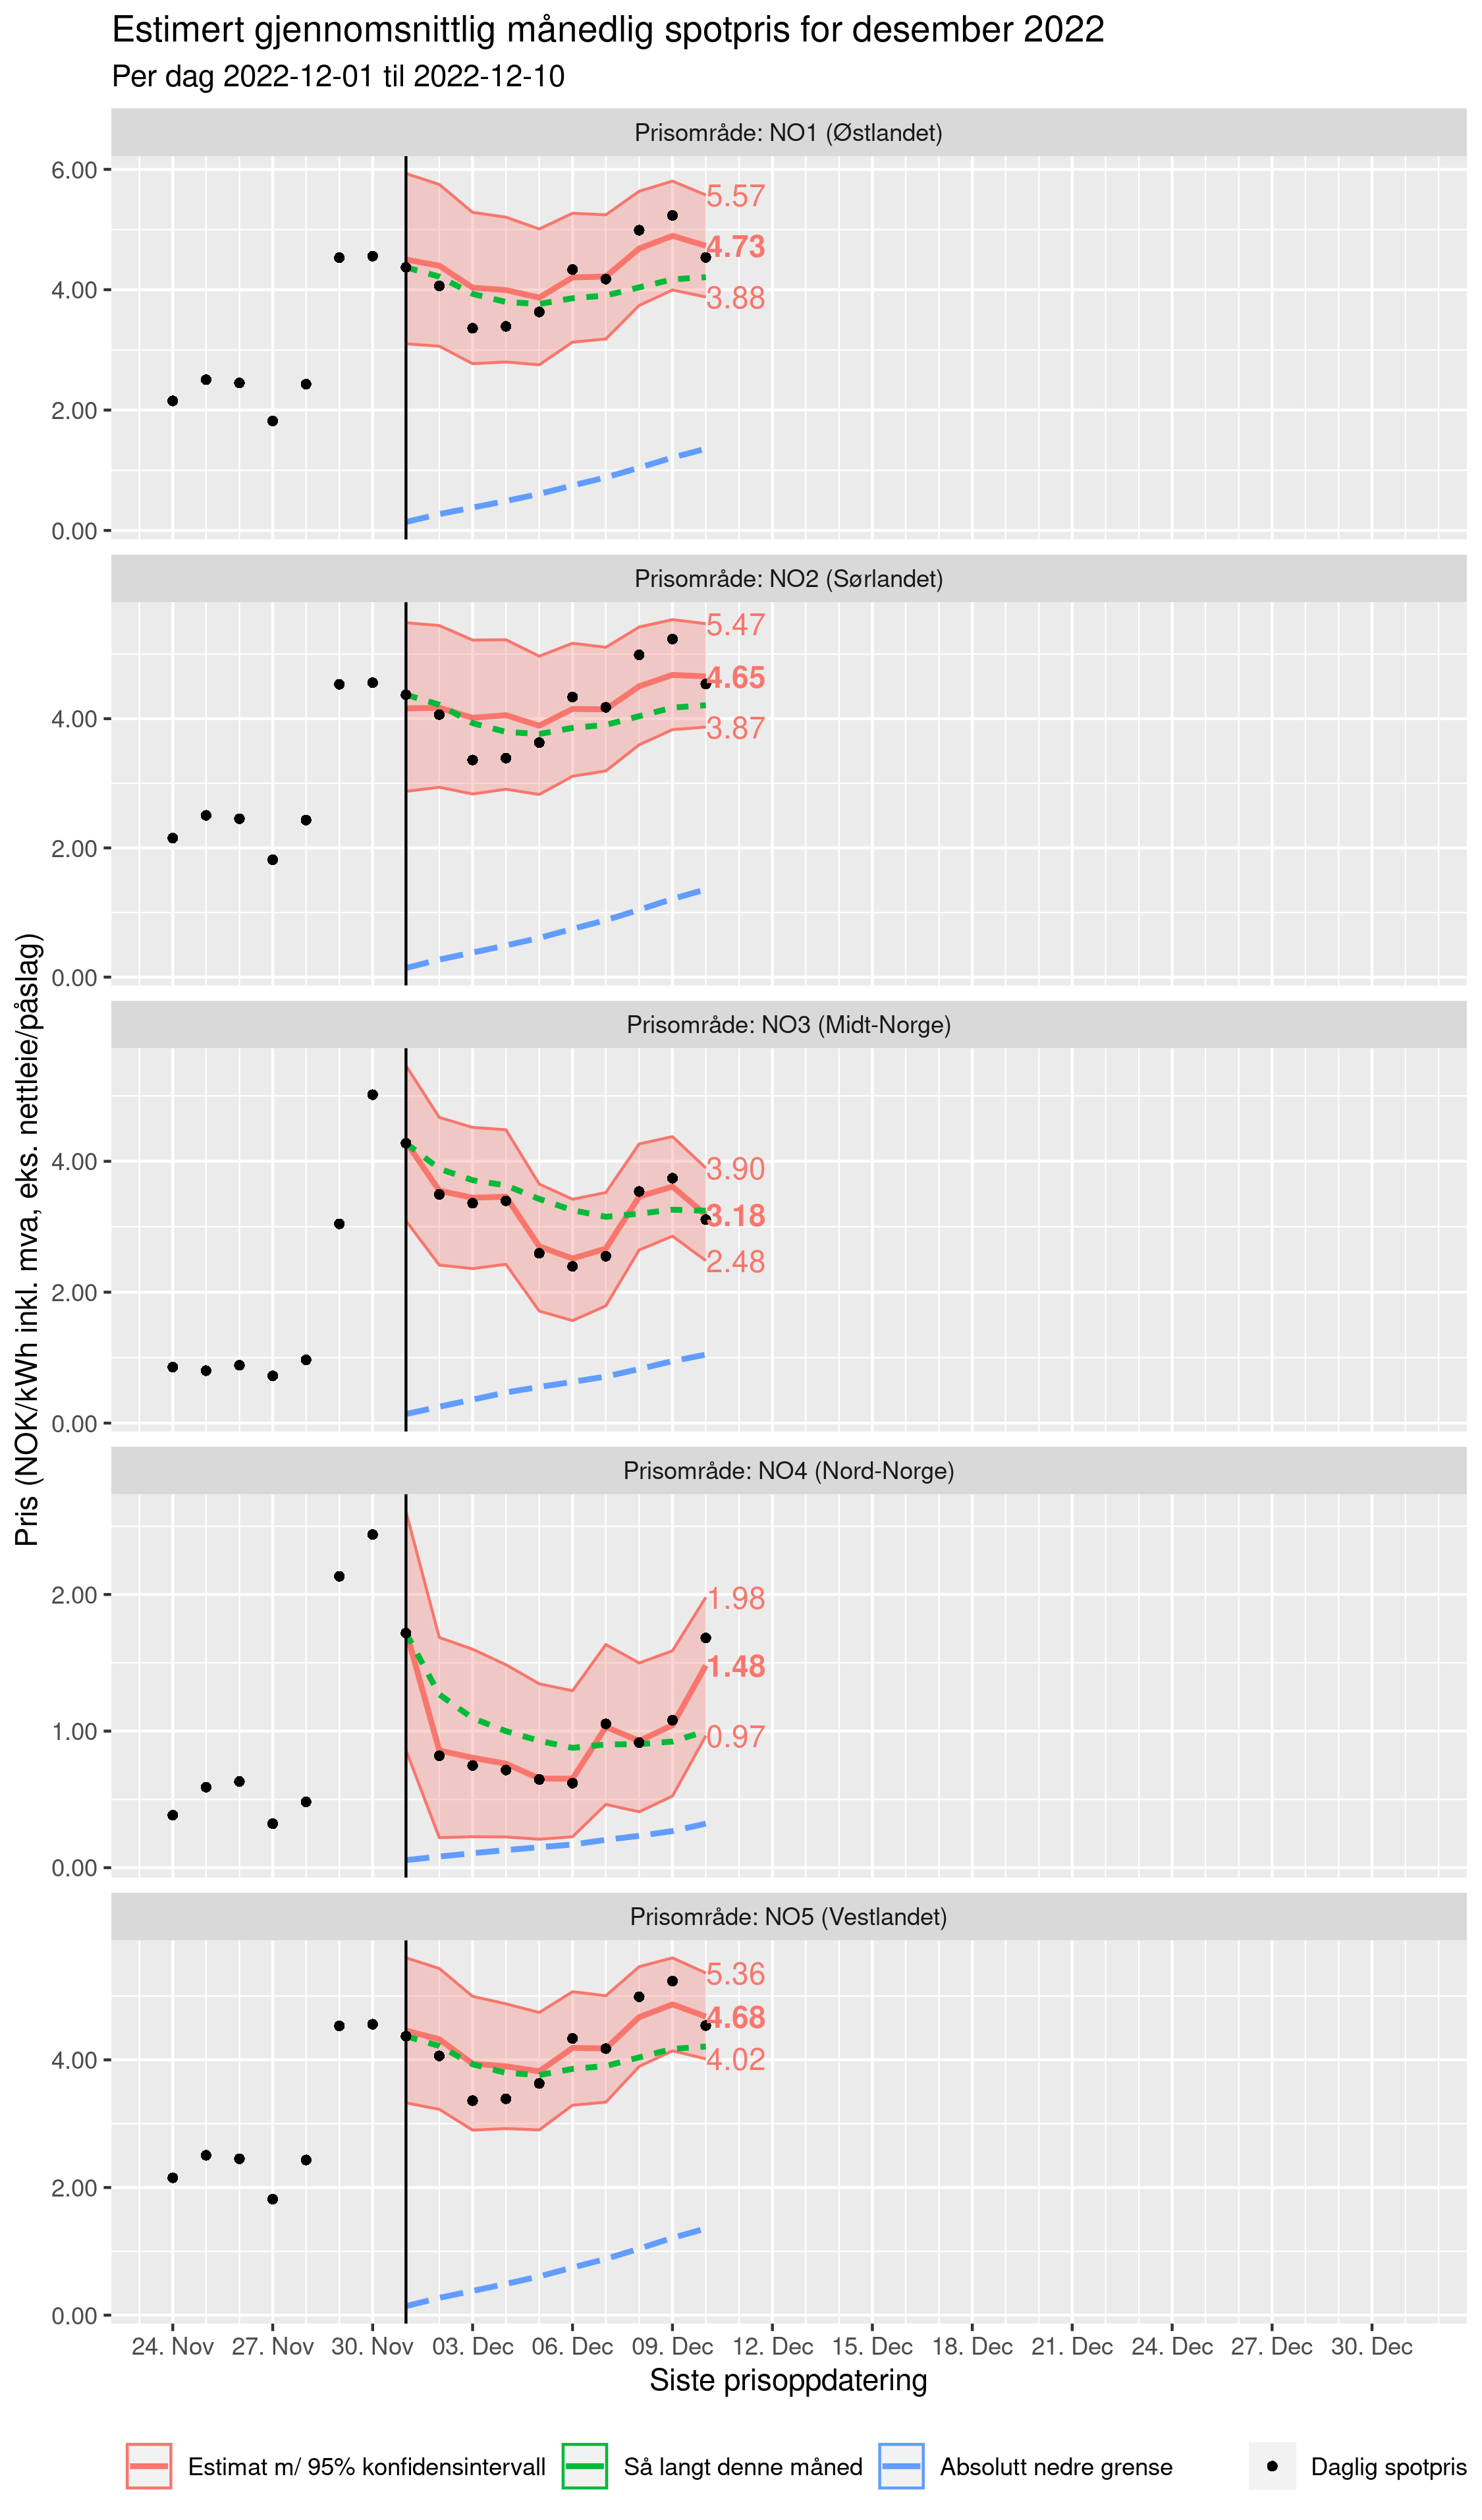 Estimert gjennomsnittlig månedlig spotpris for desember 2022
Per dag 2022-12-01 til 2022-12-10
Pris (NOK/kWh inkl. mva, eks. nettleie/påslag)
Prisområde: NO1 (Østlandet)
6.00
4.00
2.00
0.00
5.57
4.73
3.88
Prisområde: NO2 (Sørlandet)
4.00
2.00
0.00
5.47
4.65
3.87
Prisområde: NO3 (Midt-Norge)
4.00
2.00
0.00
3.90
3.18
2.48
Prisområde: NO4 (Nord-Norge)
2.00
1.00
0.00
1.98
1.48
0.97
Prisområde: NO5 (Vestlandet)
4.00
2.00
0.00
5.36
4.68
4.02
24. Nov 27. Nov 30. Nov 03. Dec 06. Dec 09. Dec 12. Dec 15. Dec 18. Dec 21. Dec 24. Dec 27. Dec 30. Dec
Siste prisoppdatering
Estimat m/ 95% konfidensintervall Så langt denne måned Absolutt nedre grense Daglig spotpris